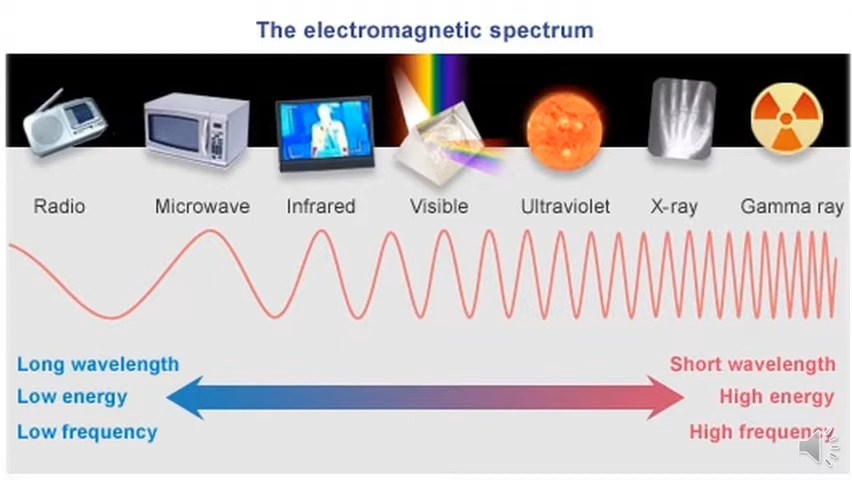 The electromagnetic spectrum
Radio Microwave Infrared Visible Ultraviolet X-ray Gamma ray
Long wavelength Short wavelength
Low energy High energy
Low frequency High frequency